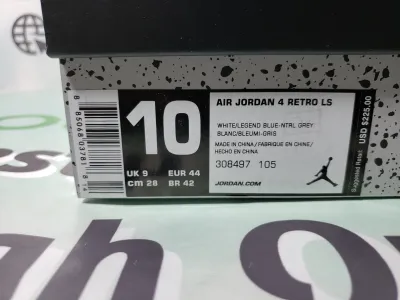 10
UK 9 EUR 44
CM 28 BR 42
AIR JORDAN 4 RETRO LS
WHITE/LEGEND BLUE-NTRL GREY
BLANC/BLEUMI-GRIS
MADE IN CHINA/FABRIQUE EN CHINE/
HECHO EN CHINA
308497 105
JORDAN.COM
Suggested Retail USD $225.00